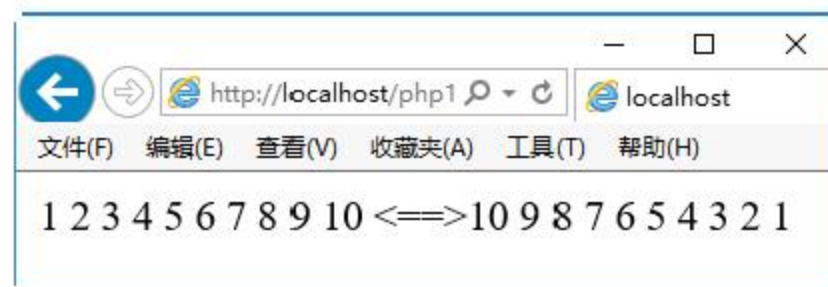 http://localhost/php1
localhost
文件(F) 编辑(E) 查看(V) 收藏夹(A) 工具(T) 帮助(H)
1 2 3 4 5 6 7 8 9 10 <==>10 9 8 7 6 5 4 3 2 1